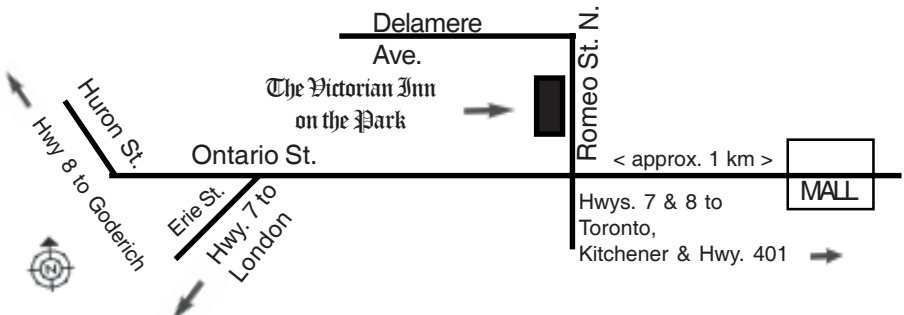 Delamere
Ave.
Romeo St. N.
The Victorian Inn
on the Park
Huron St.
Hwy 8 to Goderich
Ontario St.
< approx. 1 km >
MALL
Erie St.
Hwy. 7 to
London
Hwys. 7 & 8 to
Toronto,
Kitchener & Hwy. 401
N